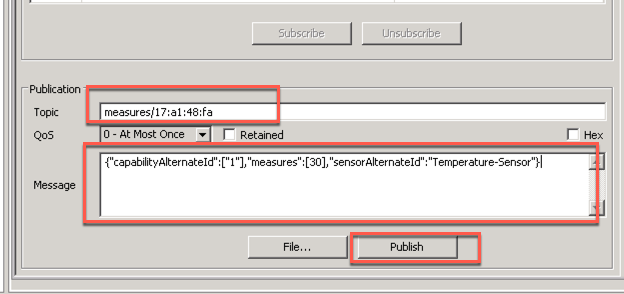 Subscribe Unsubscribe
Publication
Topic measures/17:a1:48:fa
QoS 0 - At Most Once Retained Hex
{"capabilityAlternateId":["1"],"measures":[30],"sensorAlternateId":"Temperature-Sensor"}
Message
File... Publish